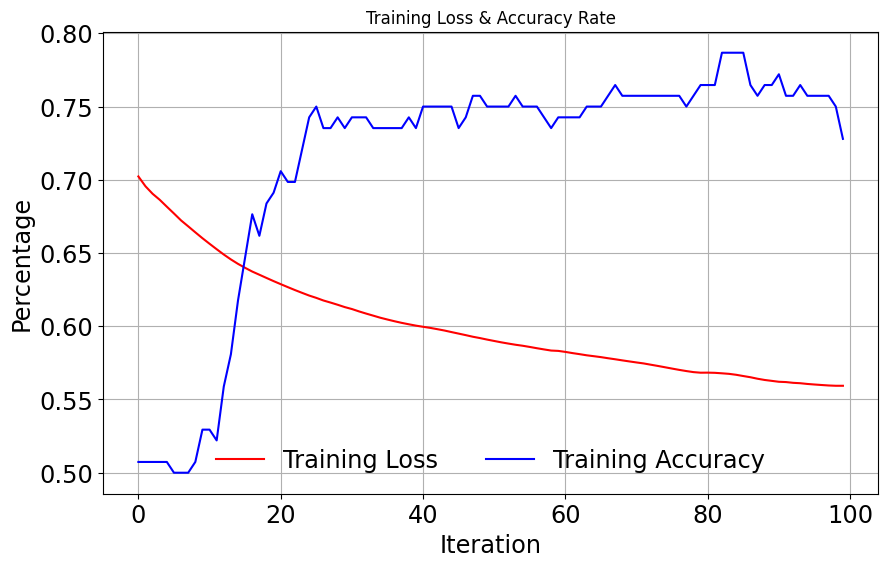 Training Loss & Accuracy Rate
0.80
0.75
0.70
0.65
0.60
0.55
0.50
Percentage
Training Loss
Training Accuracy
0
20
40
60
80
100
Iteration